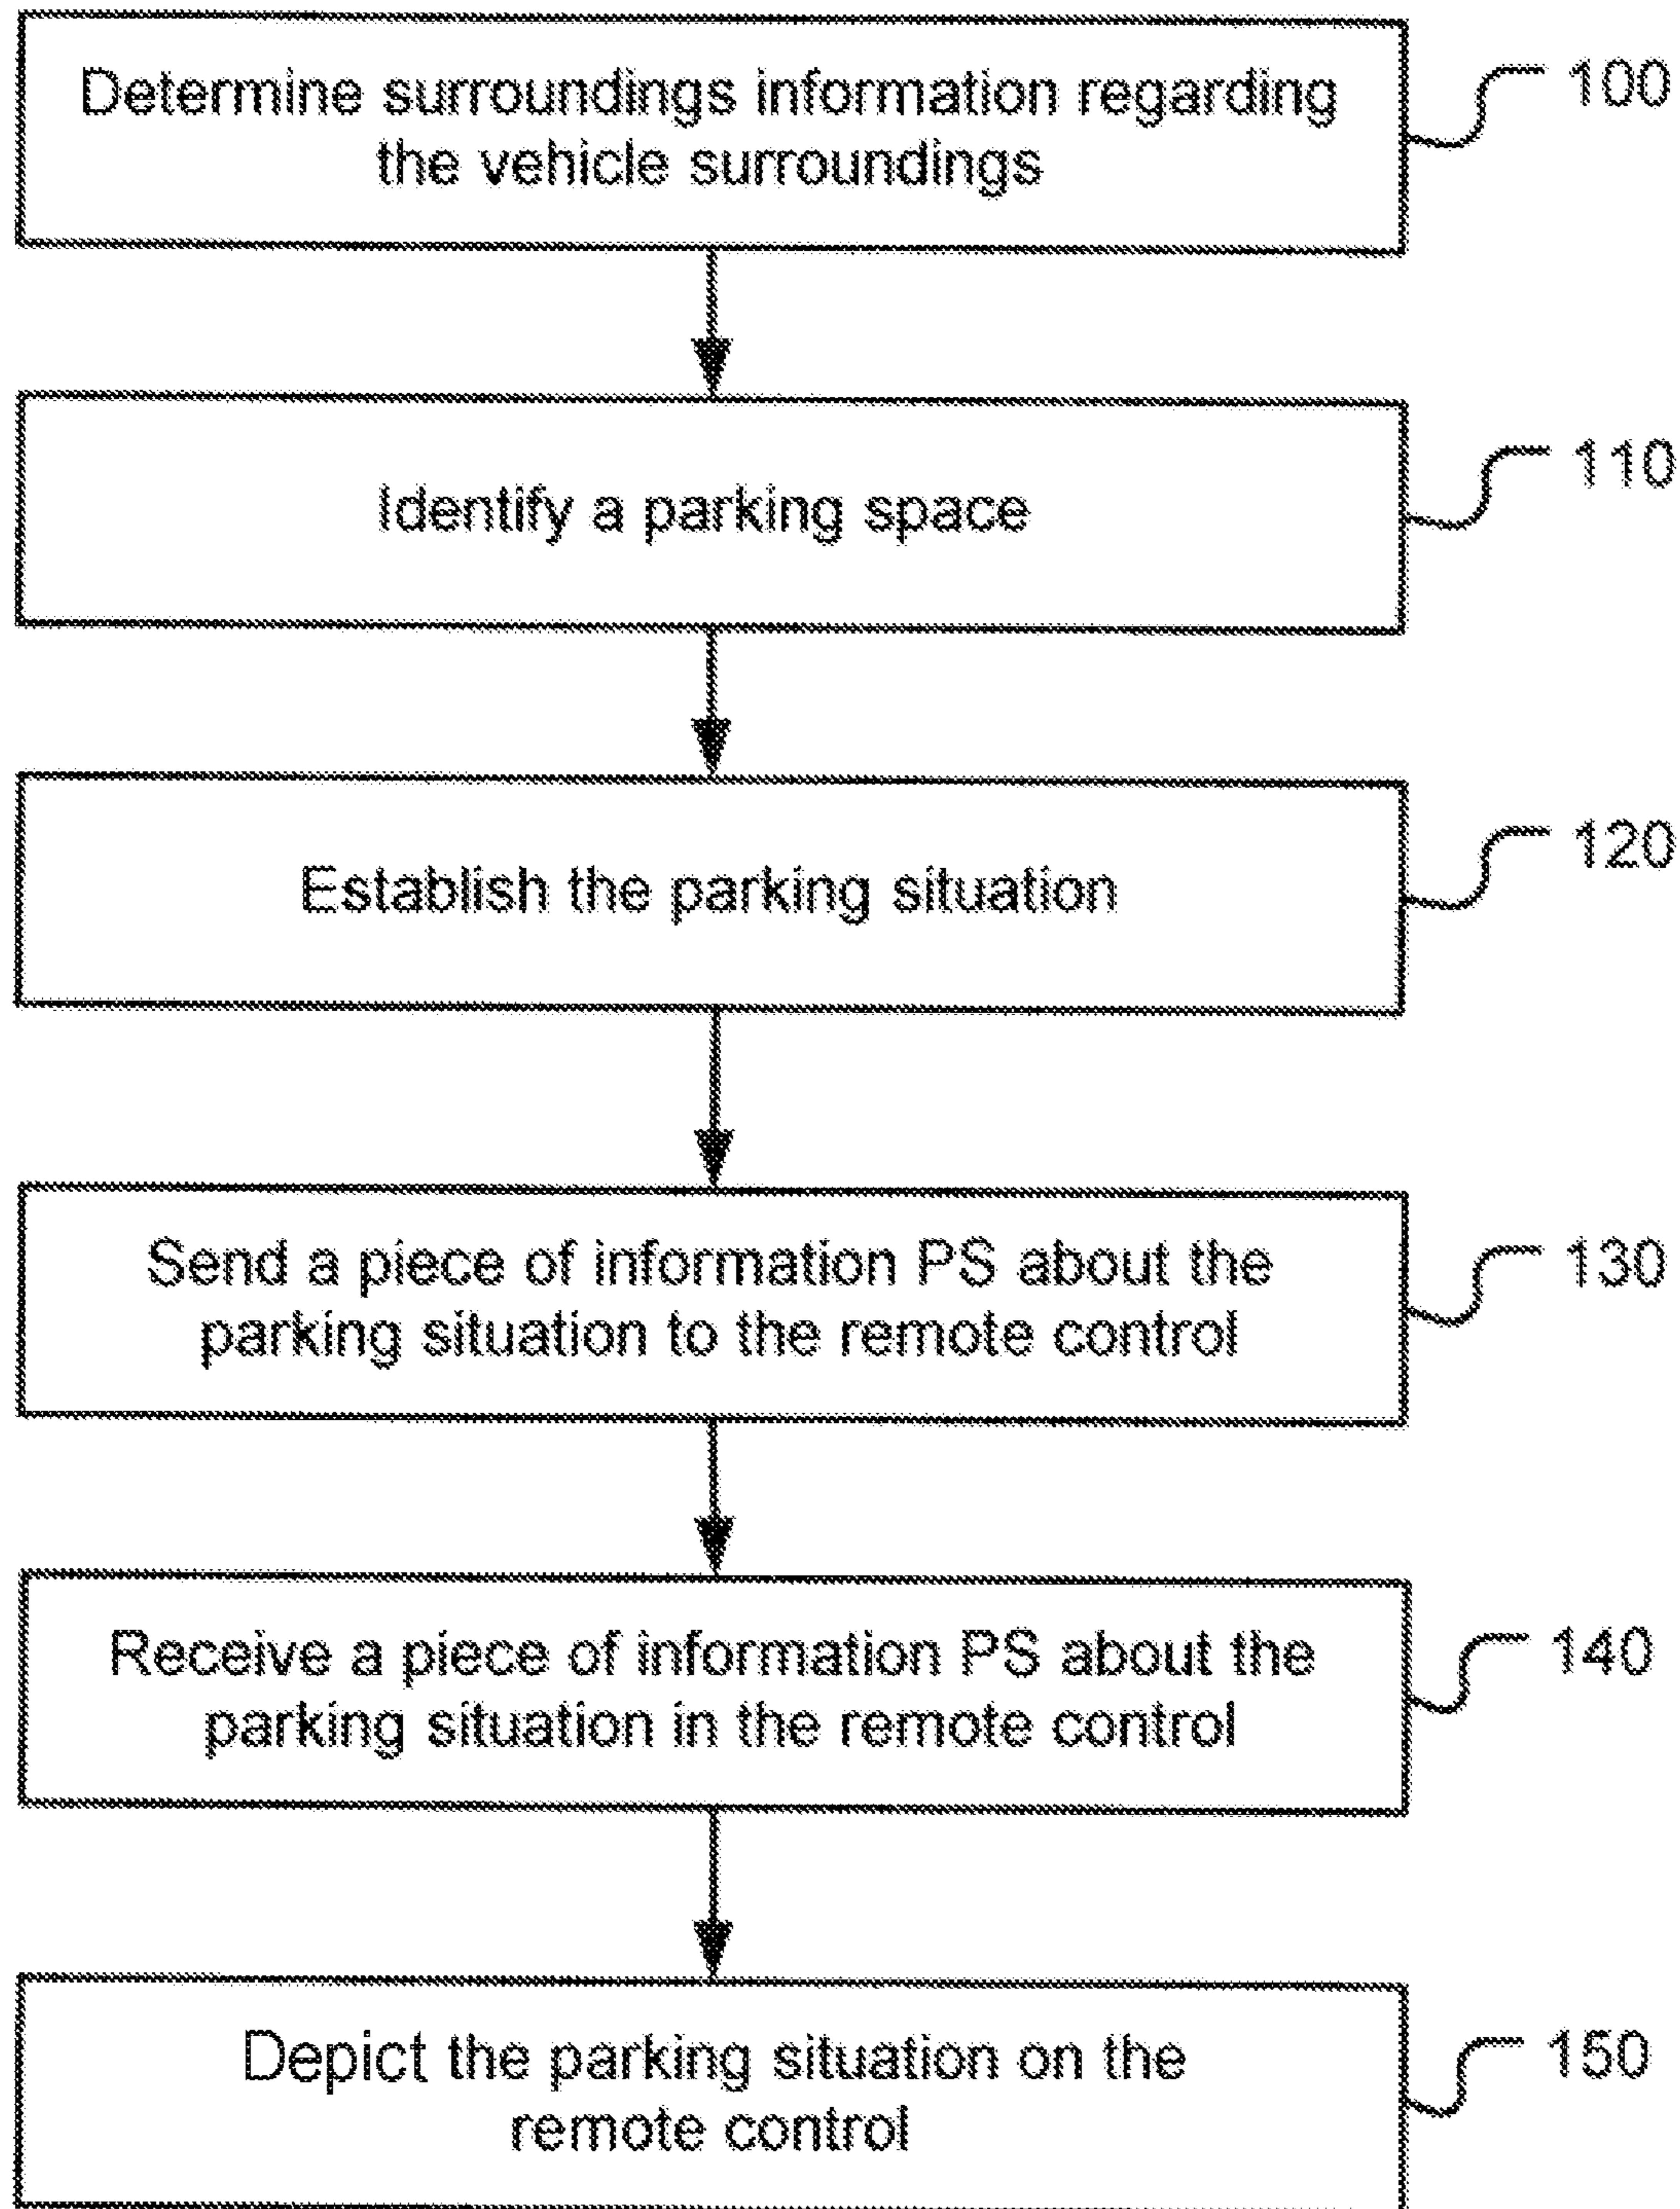 Determine surroundings information regarding
the vehicle surroundings
100
Identify a parking space
110
Establish the parking situation
120
Send a piece of information PS about the
parking situation to the remote control
130
Receive a piece of information PS about the
parking situation in the remote control
140
Depict the parking situation on the
remote control
150